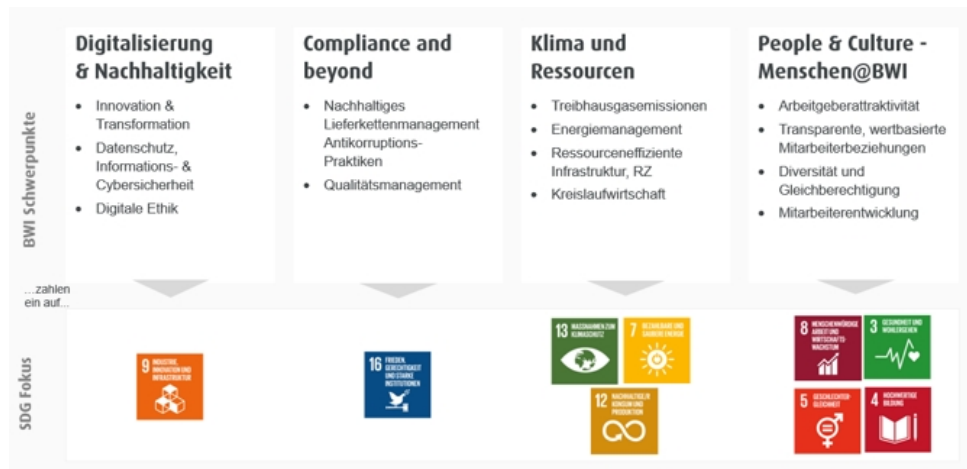 BWI Schwerpunkte
Digitalisierung
& Nachhaltigkeit
• Innovation &
Transformation
• Datenschutz,
Informations- &
Cybersicherheit
• Digitale Ethik
Compliance and
beyond
• Nachhaltiges
Lieferkettenmanagement
Antikorruptions-
Praktiken
• Qualitätsmanagement
Klima und
Ressourcen
• Treibhausgasemissionen
• Energiemanagement
• Ressourceneffiziente
Infrastruktur, RZ
• Kreislaufwirtschaft
People & Culture -
Menschen@BWI
• Arbeitgeberattraktivität
• Transparente, wertbasierte
Mitarbeiterbeziehungen
• Diversität und
Gleichberechtigung
• Mitarbeiterentwicklung
...zahlen
ein auf...
SDG Fokus
9 INDUSTRIE,
INNOVATION UND
INFRASTRUKTUR
16 FRIEDEN,
GERECHTIGKEIT
UND STARKE
INSTITUTIONEN
13 MASSNAHMEN ZUM
KLIMASCHUTZ
7 BEZAHLBARE UND
SAUBERE ENERGIE
12 NACHHALTIGE/R
KONSUM UND
PRODUKTION
8 MENSCHENWÜRDIGE
ARBEIT UND
WIRTSCHAFTS-
WACHSTUM
3 GESUNDHEIT UND
WOHLERGEHEN
5 GESCHLECHTER-
GLEICHHEIT
4 HOCHWERTIGE
BILDUNG